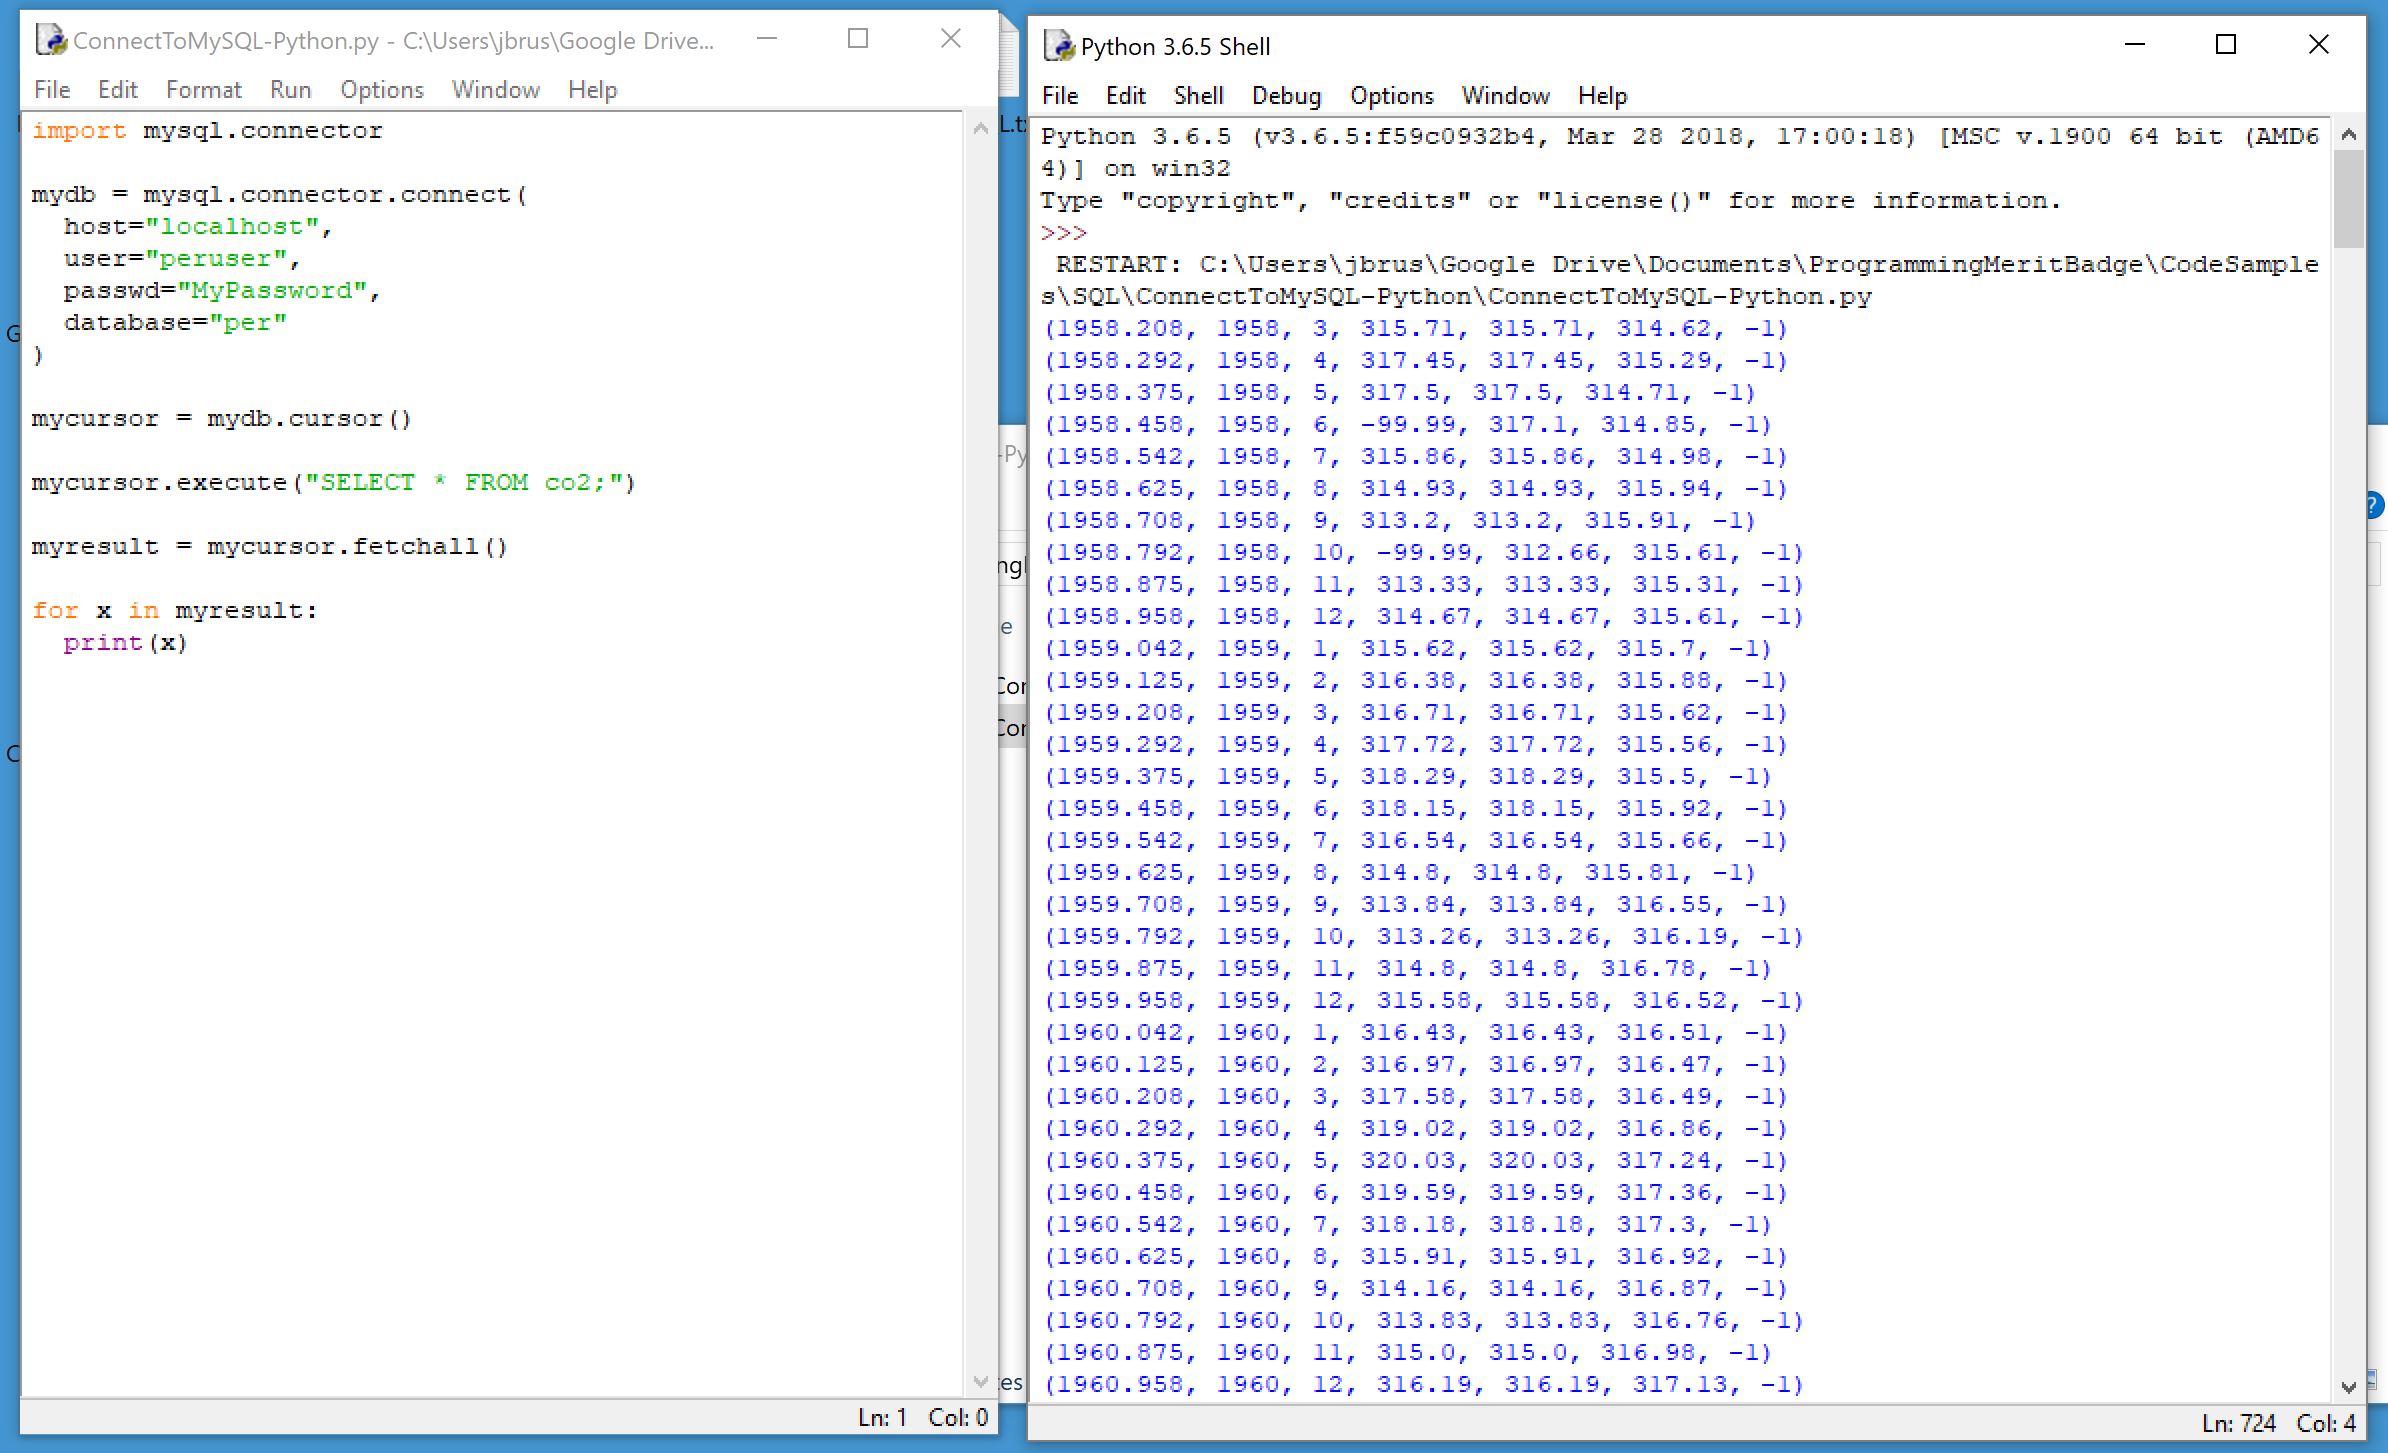 ConnectToMySQL-Python.py - C:\Users\jbrus\Google Drive...
File Edit Format Run Options Window Help
import mysql.connector
mydb = mysql.connector.connect(
host="localhost",
user="peruser",
passwd="MyPassword",
database="per"
)
mycursor = mydb.cursor()
mycursor.execute("SELECT * FROM co2;")
myresult = mycursor.fetchall()
for x in myresult:
print(x)
Ln: 1 Col: 0
L.tx
-Py
ngl
e
Cor
Cor
tes
G
C
Python 3.6.5 Shell
File Edit Shell Debug Options Window Help
Python 3.6.5 (v3.6.5:f59c0932b4, Mar 28 2018, 17:00:18) [MSC v.1900 64 bit (AMD6
4)] on win32
Type "copyright", "credits" or "license()" for more information.
>>>
RESTART: C:\Users\jbrus\Google Drive\Documents\ProgrammingMeritBadge\CodeSample
s\SQL\ConnectToMySQL-Python\ConnectToMySQL-Python.py
(1958.208, 1958, 3, 315.71, 315.71, 314.62, -1)
(1958.292, 1958, 4, 317.45, 317.45, 315.29, -1)
(1958.375, 1958, 5, 317.5, 317.5, 314.71, -1)
(1958.458, 1958, 6, -99.99, 317.1, 314.85, -1)
(1958.542, 1958, 7, 315.86, 315.86, 314.98, -1)
(1958.625, 1958, 8, 314.93, 314.93, 315.94, -1)
(1958.708, 1958, 9, 313.2, 313.2, 315.91, -1)
(1958.792, 1958, 10, -99.99, 312.66, 315.61, -1)
(1958.875, 1958, 11, 313.33, 313.33, 315.31, -1)
(1958.958, 1958, 12, 314.67, 314.67, 315.61, -1)
(1959.042, 1959, 1, 315.62, 315.62, 315.7, -1)
(1959.125, 1959, 2, 316.38, 316.38, 315.88, -1)
(1959.208, 1959, 3, 316.71, 316.71, 315.62, -1)
(1959.292, 1959, 4, 317.72, 317.72, 315.56, -1)
(1959.375, 1959, 5, 318.29, 318.29, 315.5, -1)
(1959.458, 1959, 6, 318.15, 318.15, 315.92, -1)
(1959.542, 1959, 7, 316.54, 316.54, 315.66, -1)
(1959.625, 1959, 8, 314.8, 314.8, 315.81, -1)
(1959.708, 1959, 9, 313.84, 313.84, 316.55, -1)
(1959.792, 1959, 10, 313.26, 313.26, 316.19, -1)
(1959.875, 1959, 11, 314.8, 314.8, 316.78, -1)
(1959.958, 1959, 12, 315.58, 315.58, 316.52, -1)
(1960.042, 1960, 1, 316.43, 316.43, 316.51, -1)
(1960.125, 1960, 2, 316.97, 316.97, 316.47, -1)
(1960.208, 1960, 3, 317.58, 317.58, 316.49, -1)
(1960.292, 1960, 4, 319.02, 319.02, 316.86, -1)
(1960.375, 1960, 5, 320.03, 320.03, 317.24, -1)
(1960.458, 1960, 6, 319.59, 319.59, 317.36, -1)
(1960.542, 1960, 7, 318.18, 318.18, 317.3, -1)
(1960.625, 1960, 8, 315.91, 315.91, 316.92, -1)
(1960.708, 1960, 9, 314.16, 314.16, 316.87, -1)
(1960.792, 1960, 10, 313.83, 313.83, 316.76, -1)
(1960.875, 1960, 11, 315.0, 315.0, 316.98, -1)
(1960.958, 1960, 12, 316.19, 316.19, 317.13, -1)
Ln: 724 Col: 4
?